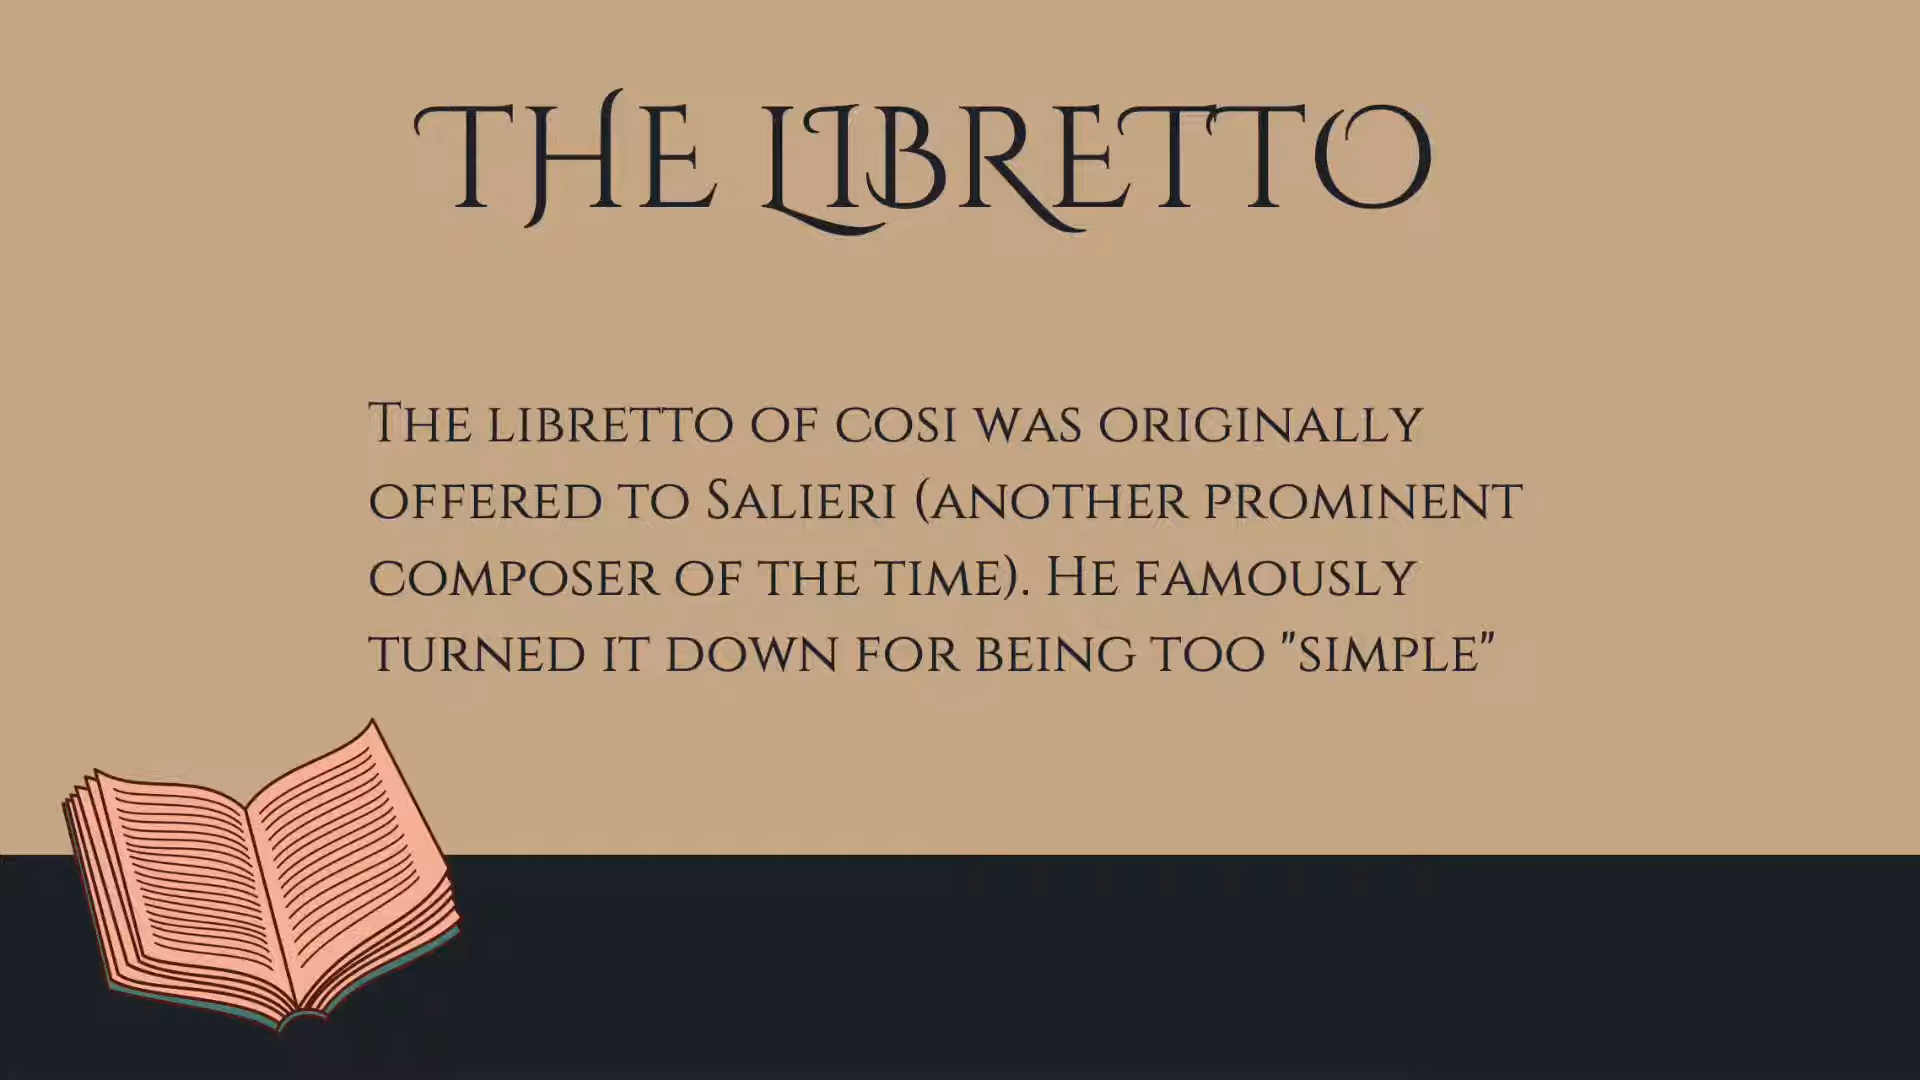 THE LIBRETTO
The libretto of cosi was originally
offered to Salieri (another prominent
composer of the time). He famously
turned it down for being too "simple"